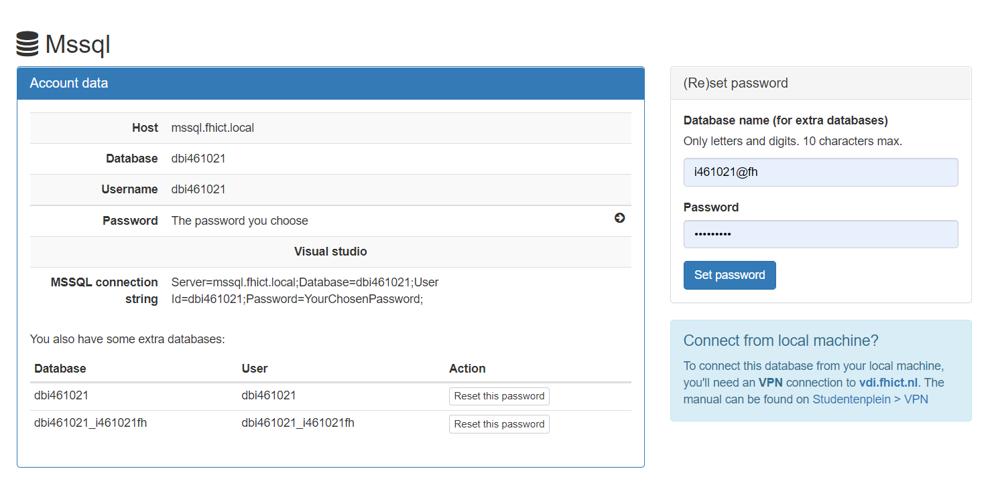 Mssql
Account data
Host mssql.fhict.local
Database dbi461021
Username dbi461021
Password The password you choose
Visual studio
MSSQL connection string Server=mssql.fhict.local;Database=dbi461021;User
Id=dbi461021;Password=YourChosenPassword;
You also have some extra databases:
Database User Action
dbi461021 dbi461021 Reset this password
dbi461021_i461021fh dbi461021_i461021fh Reset this password
(Re)set password
Database name (for extra databases)
Only letters and digits. 10 characters max.
i461021@fh
Password
•••••••••
Set password
Connect from local machine?
To connect this database from your local machine,
you'll need an VPN connection to vdi.fhict.nl. The
manual can be found on Studentenplein > VPN